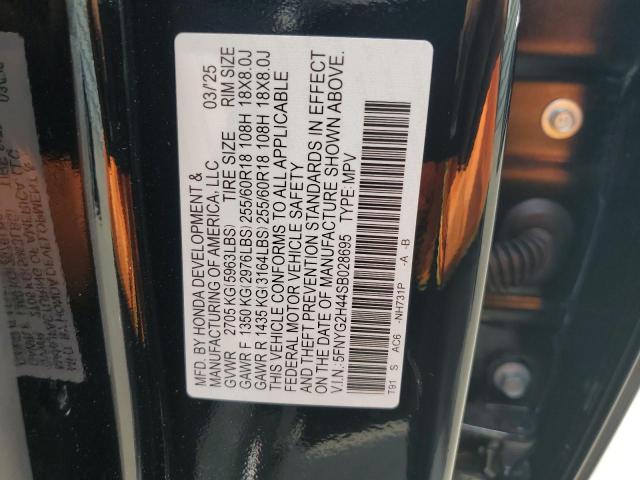 MFD. BY HONDA DEVELOPMENT & 03/'25
MANUFACTURING OF AMERICA, LLC
GVWR 2705 KG(5963LBS) TIRE SIZE RIM SIZE
GAWR F 1350 KG(2976LBS) 255/60R18 108H 18X8.0J
GAWR R 1435 KG(3164LBS) 255/60R18 108H 18X8.0J
THIS VEHICLE CONFORMS TO ALL APPLICABLE
FEDERAL MOTOR VEHICLE SAFETY
AND THEFT PREVENTION STANDARDS IN EFFECT
ON THE DATE OF MANUFACTURE SHOWN ABOVE.
V.I.N.:5FNYG2H44SB028695 TYPE:MPV
T91 S AC6 -NH731P -A -B